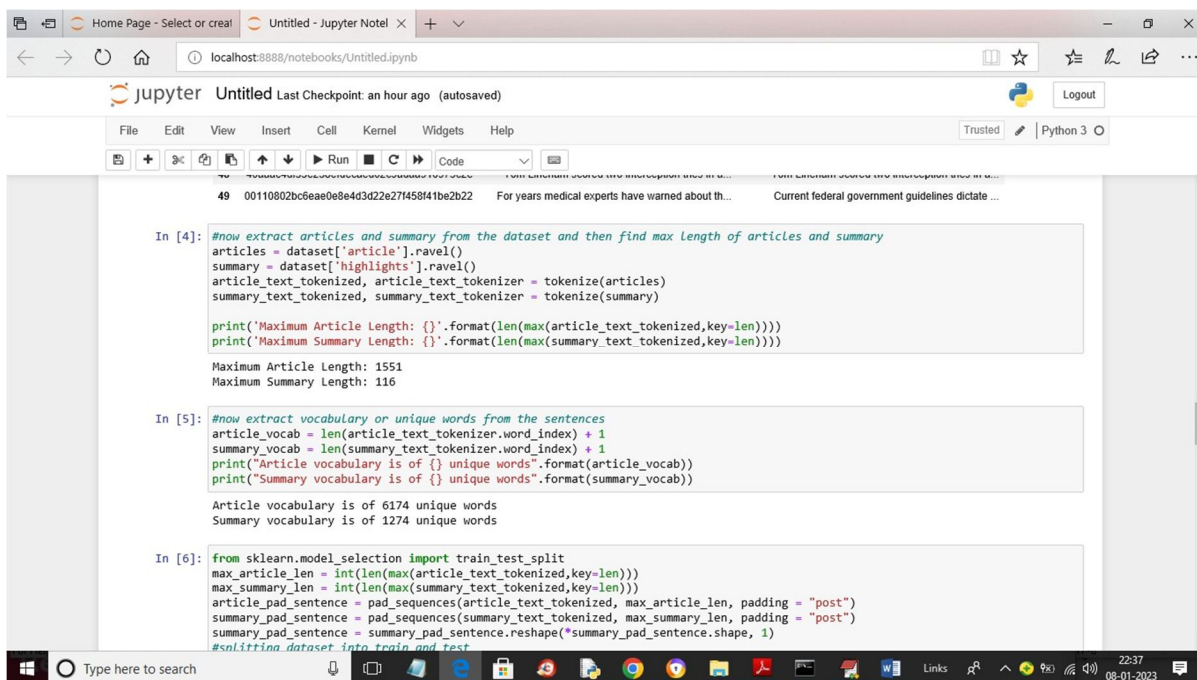 Home Page - Select or creat
Untitled - Jupyter Notel
localhost:8888/notebooks/Untitled.ipynb
jupyter Untitled Last Checkpoint: an hour ago (autosaved)
Logout
File Edit View Insert Cell Kernel Widgets Help
Trusted Python 3
Run Code
49 00110802bc6eae0e8e4d3d22e27f458f41be2b22 For years medical experts have warned about th... Current federal government guidelines dictate ...
In [4]: #now extract articles and summary from the dataset and then find max length of articles and summary
articles = dataset['article'].ravel()
summary = dataset['highlights'].ravel()
article_text_tokenized, article_text_tokenizer = tokenize(articles)
summary_text_tokenized, summary_text_tokenizer = tokenize(summary)
print('Maximum Article Length: {}'.format(len(max(article_text_tokenized,key=len))))
print('Maximum Summary Length: {}'.format(len(max(summary_text_tokenized,key=len))))
Maximum Article Length: 1551
Maximum Summary Length: 116
In [5]: #now extract vocabulary or unique words from the sentences
article_vocab = len(article_text_tokenizer.word_index) + 1
summary_vocab = len(summary_text_tokenizer.word_index) + 1
print("Article vocabulary is of {} unique words".format(article_vocab))
print("Summary vocabulary is of {} unique words".format(summary_vocab))
Article vocabulary is of 6174 unique words
Summary vocabulary is of 1274 unique words
In [6]: from sklearn.model_selection import train_test_split
max_article_len = int(len(max(article_text_tokenized,key=len)))
max_summary_len = int(len(max(summary_text_tokenized,key=len)))
article_pad_sentence = pad_sequences(article_text_tokenized, max_article_len, padding = "post")
summary_pad_sentence = pad_sequences(summary_text_tokenized, max_summary_len, padding = "post")
summary_pad_sentence = summary_pad_sentence.reshape(*summary_pad_sentence.shape, 1)
#splitting dataset into train and test
Type here to search
Links
22:37
08-01-2023